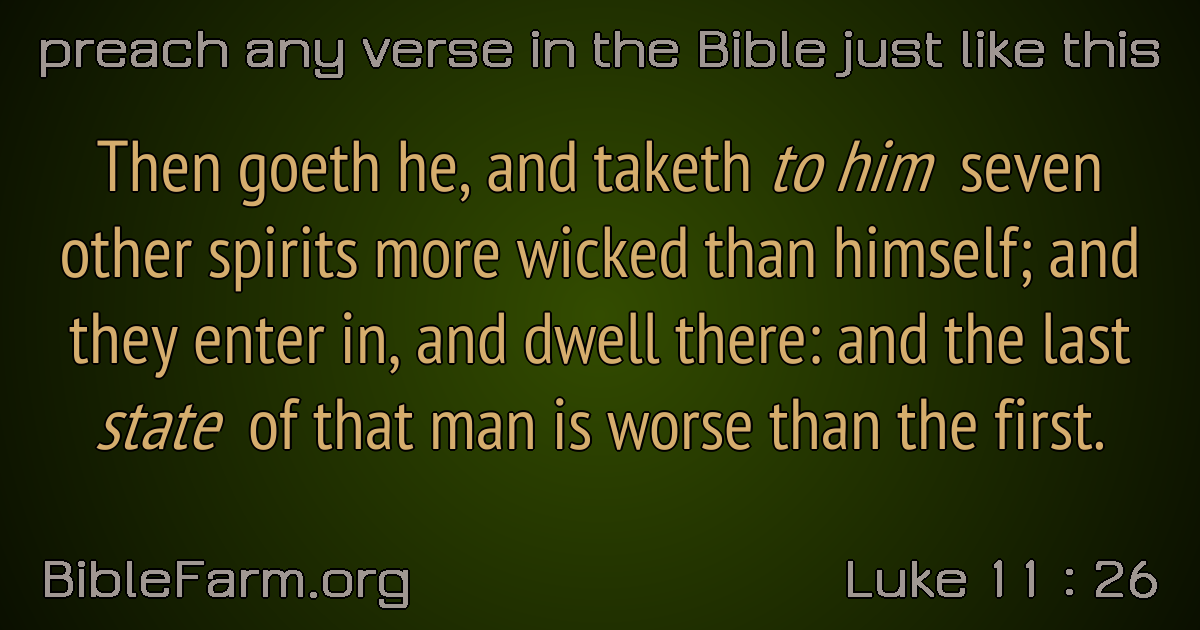 preach any verse in the Bible just like this
Then goeth he, and taketh to him seven
other spirits more wicked than himself; and
they enter in, and dwell there: and the last
state of that man is worse than the first.
BibleFarm.org
Luke 11 : 26